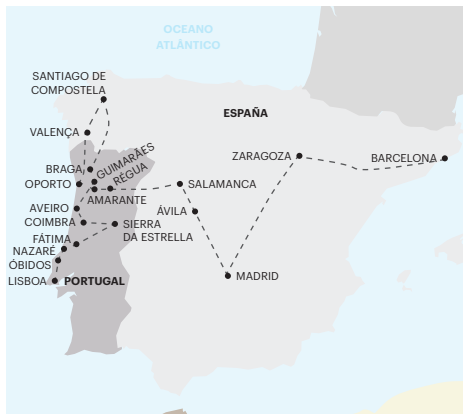 OCEANO
ATLÁNTICO
SANTIAGO DE
COMPOSTELA
ESPAÑA
VALENÇA
GUIMARÃES
ZARAGOZA
BARCELONA
BRAGA
RÉGUA
OPORTO
SALAMANCA
AMARANTE
AVEIRO
ÁVILA
COIMBRA
SIERRA
DA ESTRELLA
FÁTIMA
NAZARÉ
ÓBIDOS
MADRID
LISBOA
PORTUGAL